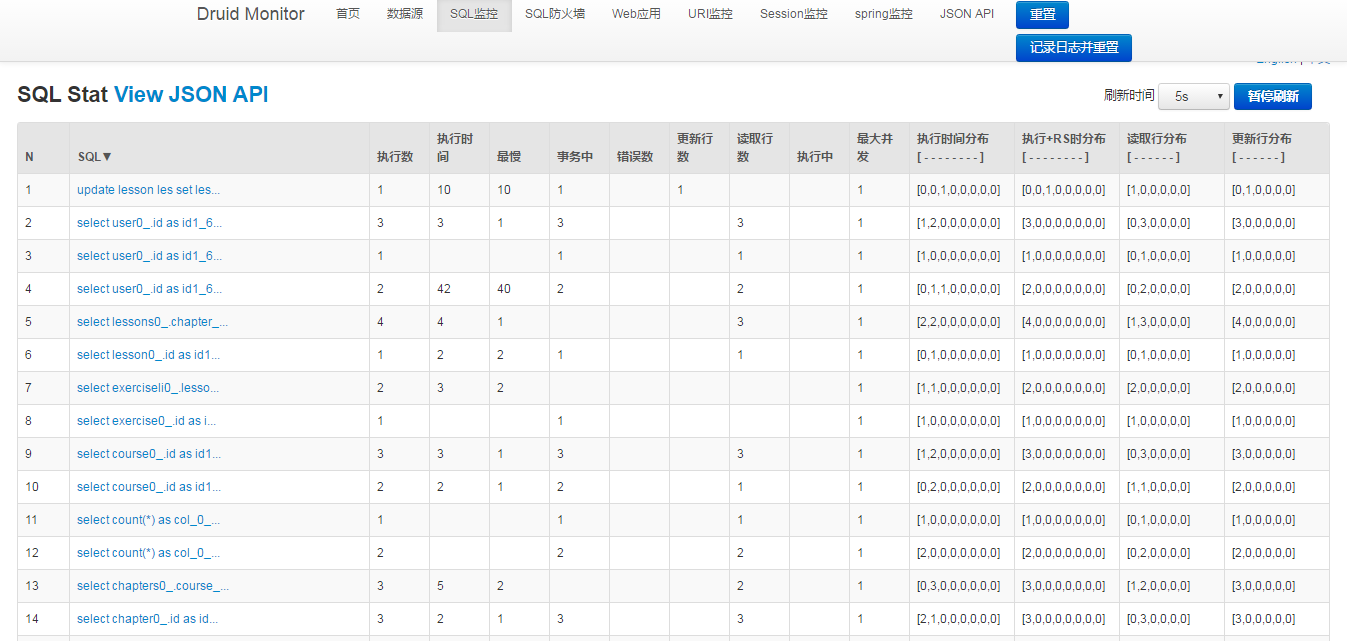 Druid Monitor 首页 数据源 SQL监控 SQL防火墙 Web应用 URI监控 Session监控 spring监控 JSON API 重置
记录日志并重置
SQL Stat View JSON API 刷新时间 5s 暂停刷新
N SQL▼ 执行数 执行时间 最慢 事务中 错误数 更新行数 读取行数 执行中 最大并发 执行时间分布 [ - - - - - - - - ] 执行+RS时分布 [ - - - - - - - - ] 读取行分布 [ - - - - - - ] 更新行分布 [ - - - - - - ]
1 update lesson les set les... 1 10 10 1 1 1 [0,0,1,0,0,0,0,0] [0,0,1,0,0,0,0,0] [1,0,0,0,0,0] [0,1,0,0,0,0]
2 select user0_.id as id1_6... 3 3 1 3 3 1 [1,2,0,0,0,0,0,0] [3,0,0,0,0,0,0,0] [0,3,0,0,0,0] [3,0,0,0,0,0]
3 select user0_.id as id1_6... 1 1 1 1 [1,0,0,0,0,0,0,0] [1,0,0,0,0,0,0,0] [0,1,0,0,0,0] [1,0,0,0,0,0]
4 select user0_.id as id1_6... 2 42 40 2 2 1 [0,1,1,0,0,0,0,0] [2,0,0,0,0,0,0,0] [0,2,0,0,0,0] [2,0,0,0,0,0]
5 select lessons0_.chapter_... 4 4 1 3 1 [2,2,0,0,0,0,0,0] [4,0,0,0,0,0,0,0] [1,3,0,0,0,0] [4,0,0,0,0,0]
6 select lesson0_.id as id1... 1 2 2 1 1 1 [0,1,0,0,0,0,0,0] [1,0,0,0,0,0,0,0] [0,1,0,0,0,0] [1,0,0,0,0,0]
7 select exerciseli0_.lesso... 2 3 2 1 [1,1,0,0,0,0,0,0] [2,0,0,0,0,0,0,0] [2,0,0,0,0,0] [2,0,0,0,0,0]
8 select exercise0_.id as i... 1 1 1 [1,0,0,0,0,0,0,0] [1,0,0,0,0,0,0,0] [1,0,0,0,0,0] [1,0,0,0,0,0]
9 select course0_.id as id1... 3 3 1 3 3 1 [1,2,0,0,0,0,0,0] [3,0,0,0,0,0,0,0] [0,3,0,0,0,0] [3,0,0,0,0,0]
10 select course0_.id as id1... 2 2 1 2 1 1 [0,2,0,0,0,0,0,0] [2,0,0,0,0,0,0,0] [1,1,0,0,0,0] [2,0,0,0,0,0]
11 select count(*) as col_0_... 1 1 1 1 [1,0,0,0,0,0,0,0] [1,0,0,0,0,0,0,0] [0,1,0,0,0,0] [1,0,0,0,0,0]
12 select count(*) as col_0_... 2 2 2 1 [2,0,0,0,0,0,0,0] [2,0,0,0,0,0,0,0] [0,2,0,0,0,0] [2,0,0,0,0,0]
13 select chapters0_.course_... 3 5 2 2 1 [0,3,0,0,0,0,0,0] [3,0,0,0,0,0,0,0] [1,2,0,0,0,0] [3,0,0,0,0,0]
14 select chapter0_.id as id... 3 2 1 3 3 1 [2,1,0,0,0,0,0,0] [3,0,0,0,0,0,0,0] [0,3,0,0,0,0] [3,0,0,0,0,0]